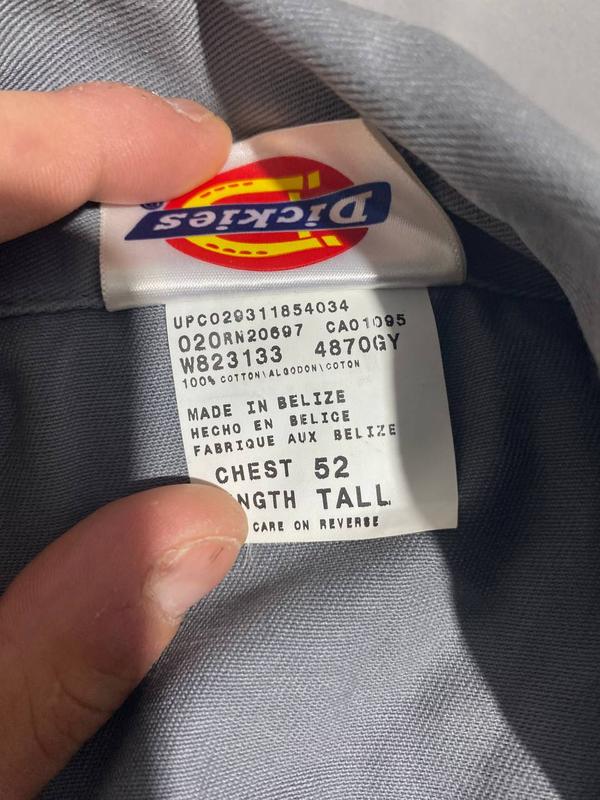 Dickies
®
UPC029311854034
020RN20697 CA01095
W823133 4870GY
100% COTTON\ALGODON\COTON
MADE IN BELIZE
HECHO EN BELICE
FABRIQUE AUX BELIZE
CHEST 52
NGTH TALL
CARE ON REVERSE